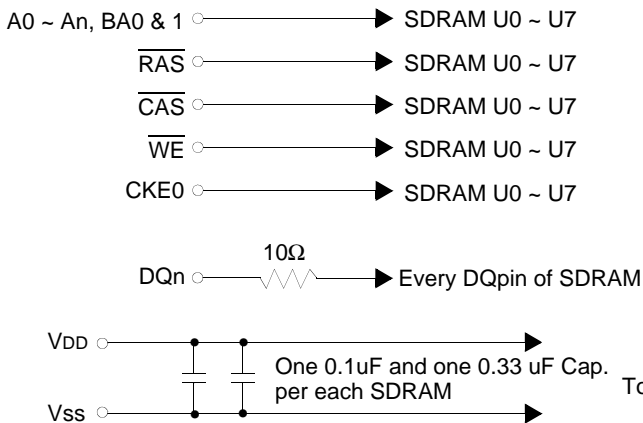 A0 ~ An, BA0 & 1 SDRAM U0 ~ U7
RAS SDRAM U0 ~ U7
CAS SDRAM U0 ~ U7
WE SDRAM U0 ~ U7
CKE0 SDRAM U0 ~ U7
10Ω
DQn Every DQpin of SDRAM
VDD
One 0.1uF and one 0.33 uF Cap.
per each SDRAM
Vss